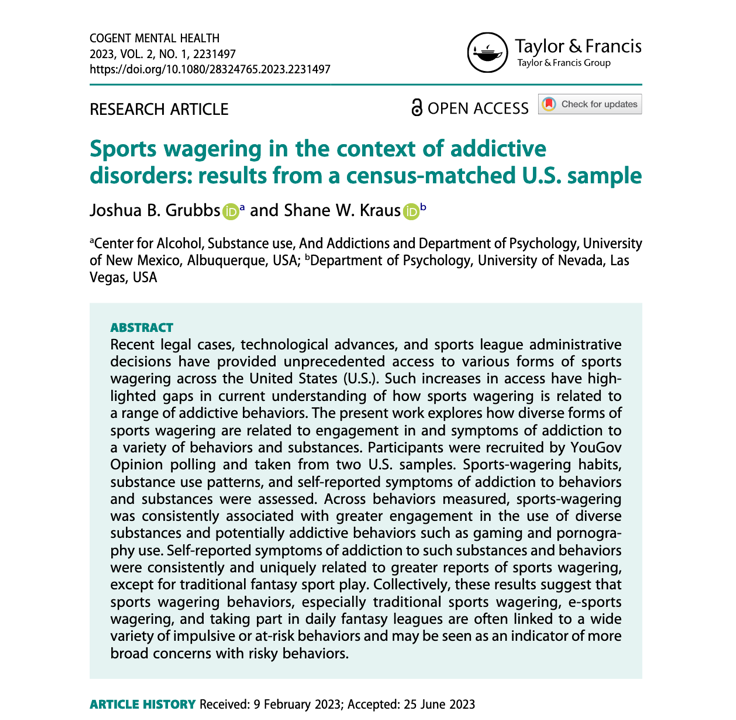 COGENT MENTAL HEALTH
2023, VOL. 2, NO. 1, 2231497
https://doi.org/10.1080/28324765.2023.2231497
Taylor & Francis
Taylor & Francis Group
RESEARCH ARTICLE
OPEN ACCESS
Check for updates
Sports wagering in the context of addictive
disorders: results from a census-matched U.S. sample
Joshua B. Grubbs iD a and Shane W. Kraus iD b
aCenter for Alcohol, Substance use, And Addictions and Department of Psychology, University
of New Mexico, Albuquerque, USA; bDepartment of Psychology, University of Nevada, Las
Vegas, USA
ABSTRACT
Recent legal cases, technological advances, and sports league administrative
decisions have provided unprecedented access to various forms of sports
wagering across the United States (U.S.). Such increases in access have high-
lighted gaps in current understanding of how sports wagering is related to
a range of addictive behaviors. The present work explores how diverse forms of
sports wagering are related to engagement in and symptoms of addiction to
a variety of behaviors and substances. Participants were recruited by YouGov
Opinion polling and taken from two U.S. samples. Sports-wagering habits,
substance use patterns, and self-reported symptoms of addiction to behaviors
and substances were assessed. Across behaviors measured, sports-wagering
was consistently associated with greater engagement in the use of diverse
substances and potentially addictive behaviors such as gaming and pornogra-
phy use. Self-reported symptoms of addiction to such substances and behaviors
were consistently and uniquely related to greater reports of sports wagering,
except for traditional fantasy sport play. Collectively, these results suggest that
sports wagering behaviors, especially traditional sports wagering, e-sports
wagering, and taking part in daily fantasy leagues are often linked to a wide
variety of impulsive or at-risk behaviors and may be seen as an indicator of more
broad concerns with risky behaviors.
ARTICLE HISTORY Received: 9 February 2023; Accepted: 25 June 2023